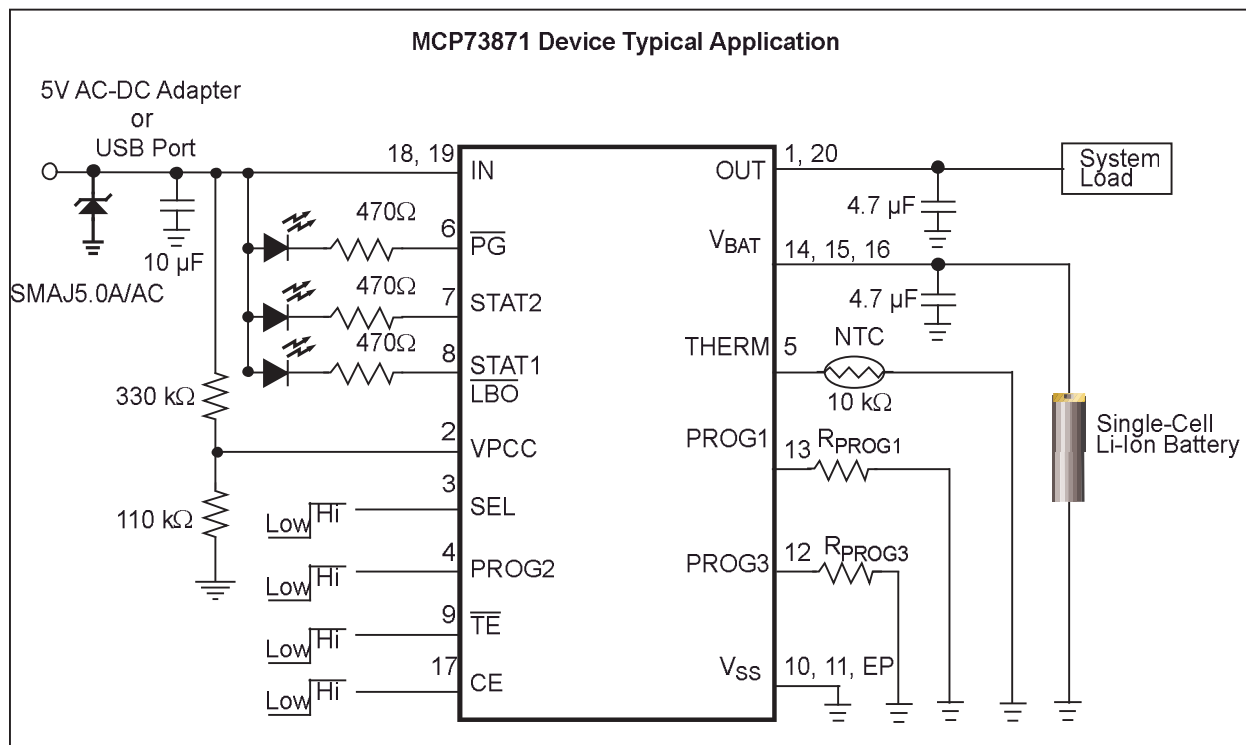 MCP73871 Device Typical Application
5V AC-DC Adapter
or
USB Port
18, 19
IN
OUT
1, 20
System
Load
SMAJ5.0A/AC
10 µF
470Ω
6
PG
4.7 µF
VBAT
14, 15, 16
470Ω
7
STAT2
4.7 µF
470Ω
8
STAT1
LBO
THERM
5
NTC
10 kΩ
330 kΩ
2
VPCC
PROG1
13
RPROG1
Single-Cell
Li-Ion Battery
110 kΩ
3
SEL
Low
Hi
4
PROG2
Low
Hi
PROG3
12
RPROG3
9
TE
Low
Hi
17
CE
Low
Hi
VSS
10, 11, EP